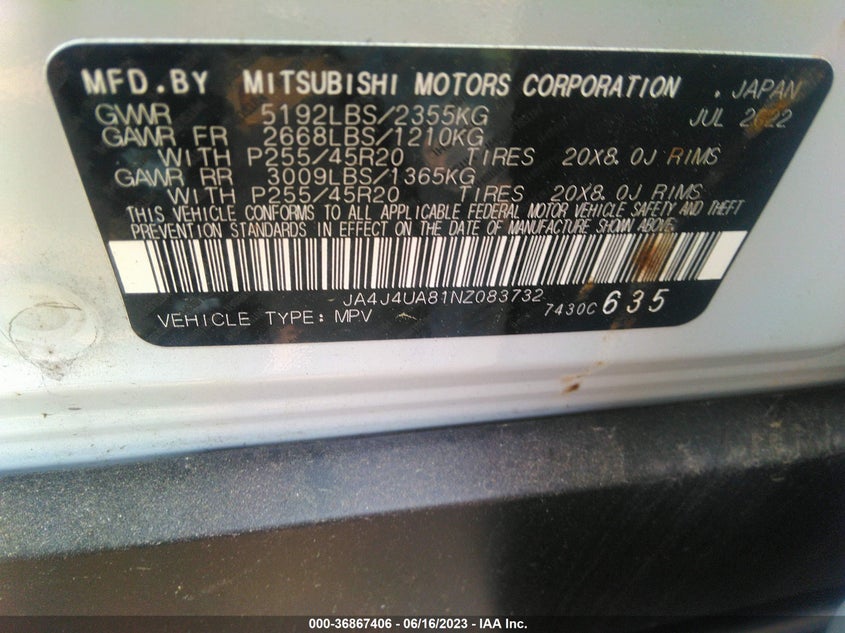 MFD.BY MITSUBISHI MOTORS CORPORATION . JAPAN
GVWR 5192LBS/2355KG JUL 2022
GAWR FR 2668LBS/1210KG
WITH P255/45R20 TIRES 20X8.0J RIMS
GAWR RR 3009LBS/1365KG
WITH P255/45R20 TIRES 20X8.0J RIMS
THIS VEHICLE CONFORMS TO ALL APPLICABLE FEDERAL MOTOR VEHICLE SAFETY AND THEFT
PREVENTION STANDARDS IN EFFECT ON THE DATE OF MANUFACTURE SHOWN ABOVE.
JA4J4UA81NZ083732
VEHICLE TYPE: MPV 7430C 635
000-36867406 - 06/16/2023 - IAA Inc.